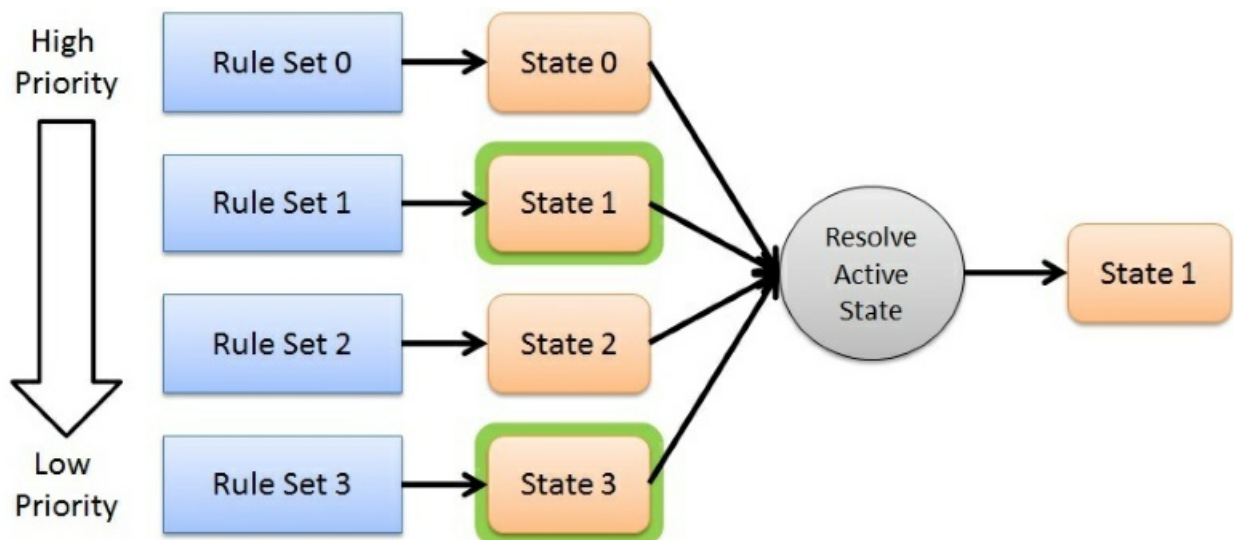 High
Priority
Rule Set 0
State 0
Rule Set 1
State 1
Resolve
Active
State
State 1
Rule Set 2
State 2
Low
Priority
Rule Set 3
State 3